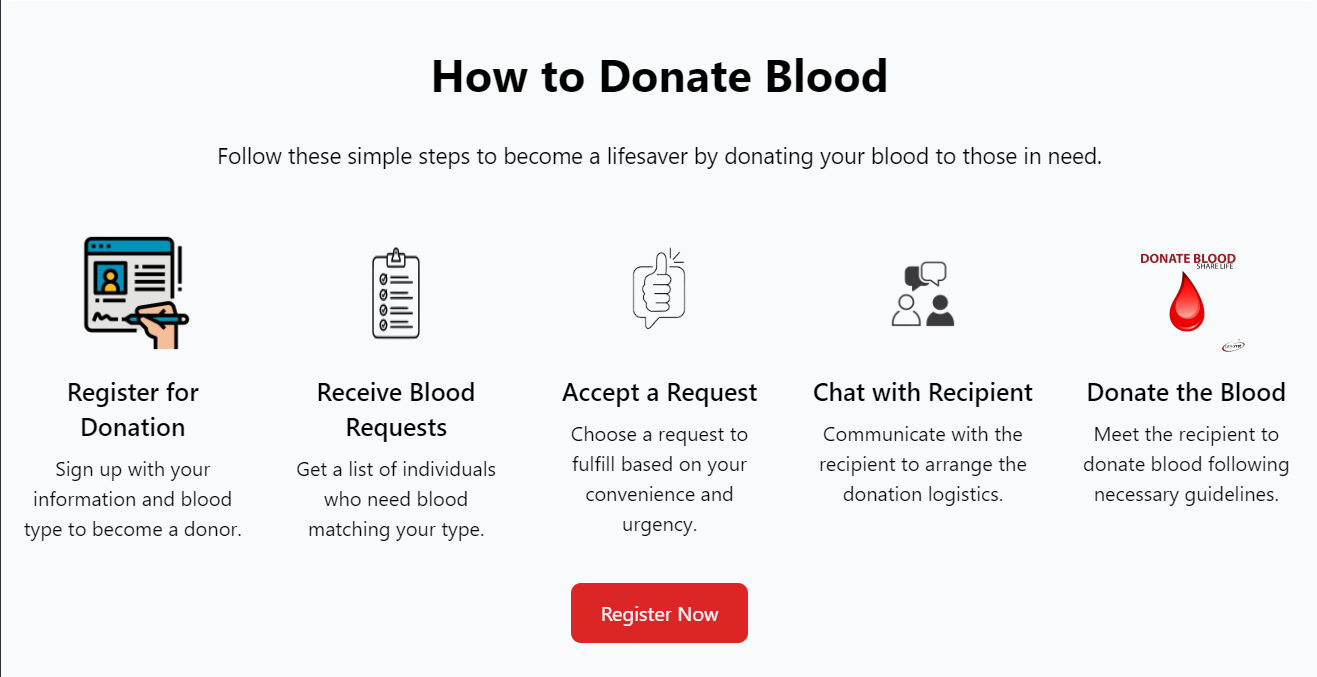 How to Donate Blood
Follow these simple steps to become a lifesaver by donating your blood to those in need.
DONATE BLOOD
SHARE LIFE
Register for
Donation
Sign up with your
information and blood
type to become a donor.
Receive Blood
Requests
Get a list of individuals
who need blood
matching your type.
Accept a Request
Choose a request to
fulfill based on your
convenience and
urgency.
Chat with Recipient
Communicate with the
recipient to arrange the
donation logistics.
Donate the Blood
Meet the recipient to
donate blood following
necessary guidelines.
Register Now